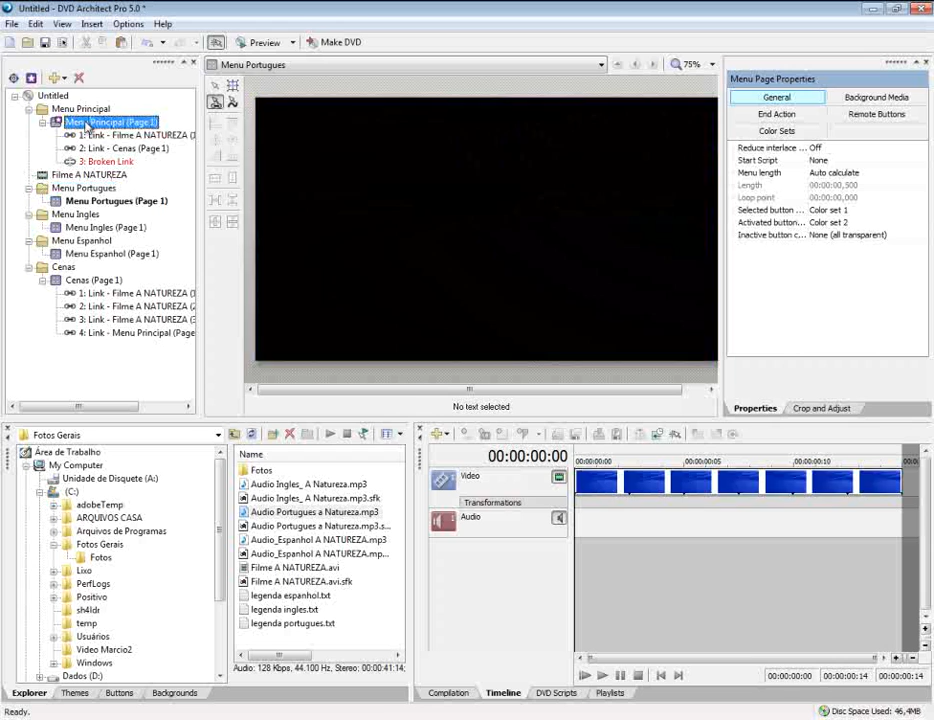 Untitled - DVD Architect Pro 5.0 *
File Edit View Insert Options Help
Preview Make DVD
Untitled
Menu Principal
Menu Principal (Page 1)
1: Link - Filme A NATUREZA (1
2: Link - Cenas (Page 1)
3: Broken Link
Filme A NATUREZA
Menu Portugues
Menu Portugues (Page 1)
Menu Ingles
Menu Ingles (Page 1)
Menu Espanhol
Menu Espanhol (Page 1)
Cenas
Cenas (Page 1)
1: Link - Filme A NATUREZA (
2: Link - Filme A NATUREZA (2
3: Link - Filme A NATUREZA (3
4: Link - Menu Principal (Page
Menu Portugues
75%
No text selected
Menu Page Properties
General Background Media
End Action Remote Buttons
Color Sets
Reduce interlace ... Off
Start Script None
Menu length Auto calculate
Length 00:00:00,500
Loop point 00:00:00,000
Selected button ... Color set 1
Activated button ... Color set 2
Inactive button c... None (all transparent)
Properties Crop and Adjust
Fotos Gerais
Área de Trabalho
My Computer
Unidade de Disquete (A:)
(C:)
adobeTemp
ARQUIVOS CASA
Arquivos de Programas
Fotos Gerais
Fotos
Lixo
PerfLogs
Positivo
sh4ldr
temp
Usuários
Video Marcio2
Windows
Dados (D:)
Name
Fotos
Audio Ingles_ A Natureza.mp3
Audio Ingles_ A Natureza.mp3.sfk
Audio Portugues a Natureza.mp3
Audio Portugues a Natureza.mp3.s...
Audio_Espanhol A NATUREZA.mp3
Audio_Espanhol A NATUREZA.mp...
Filme A NATUREZA.avi
Filme A NATUREZA.avi.sfk
legenda espanhol.txt
legenda ingles.txt
legenda portugues.txt
Audio: 128 Kbps, 44.100 Hz, Stereo; 00:00:41:14;
Explorer Themes Buttons Backgrounds
00:00:00:00
00:00:00:00 00:00:00:05 00:00:00:10
Video
Transformations
Audio
00:00:00:00 00:00:00:14 00:00:00:14
Compilation Timeline DVD Scripts Playlists
Ready.
Disc Space Used: 46,4MB